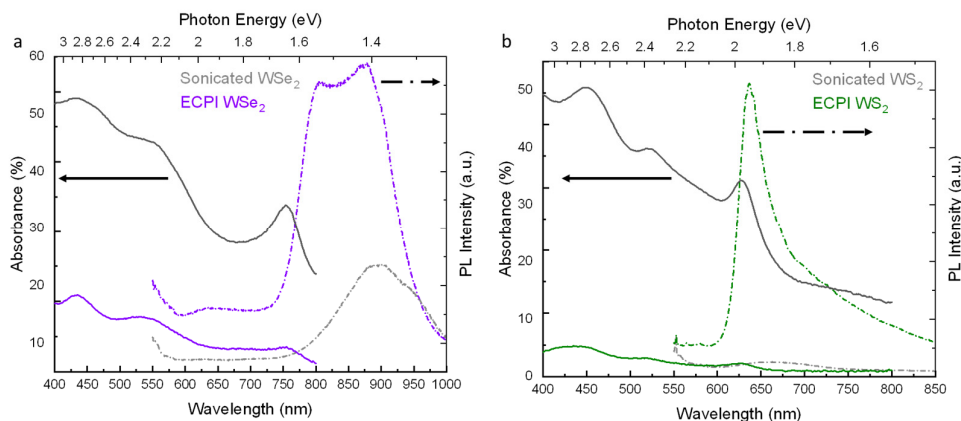 Photon Energy (eV)
a
3 2.8 2.6 2.4 2.2 2 1.8 1.6 1.4
60
50
40
30
20
10
Absorbance (%)
Sonicated WSe2
ECPI WSe2
PL Intensity (a.u.)
400 450 500 550 600 650 700 750 800 850 900 950 1000
Wavelength (nm)
Photon Energy (eV)
b
3 2.8 2.6 2.4 2.2 2 1.9 1.8 1.7 1.6
50
40
30
20
10
0
Absorbance (%)
Sonicated WS2
ECPI WS2
PL Intensity (a.u.)
400 450 500 550 600 650 700 750 800 850
Wavelength (nm)